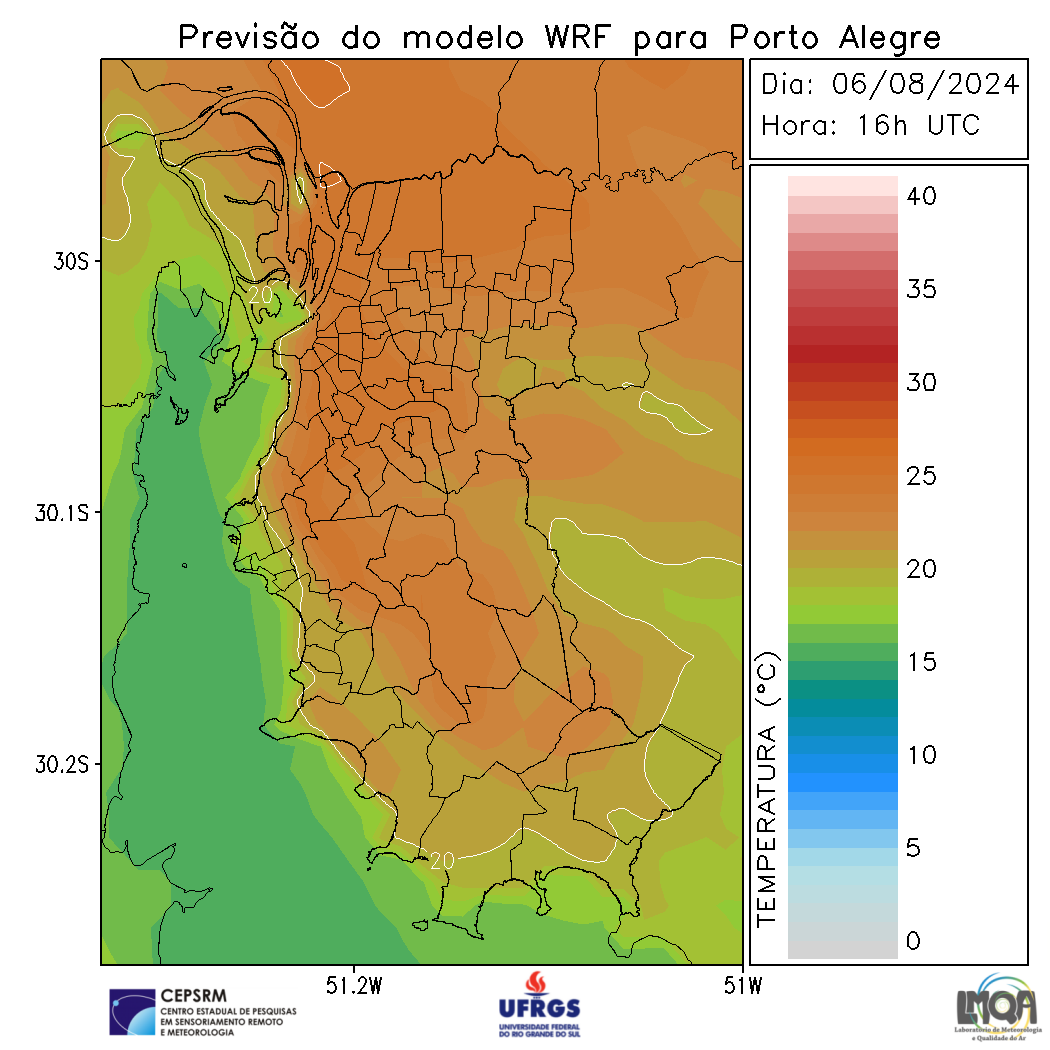 Previsão do modelo WRF para Porto Alegre
Dia: 06/08/2024
Hora: 16h UTC
30S
30.1S
30.2S
51.2W
51W
20
20
TEMPERATURA (°C)
40
35
30
25
20
15
10
5
0
CEPSRM
CENTRO ESTADUAL DE PESQUISAS
EM SENSORIAMENTO REMOTO
E METEOROLOGIA
UFRGS
UNIVERSIDADE FEDERAL
DO RIO GRANDE DO SUL
LMQA
Laboratório de Meteorologia
e Qualidade do Ar